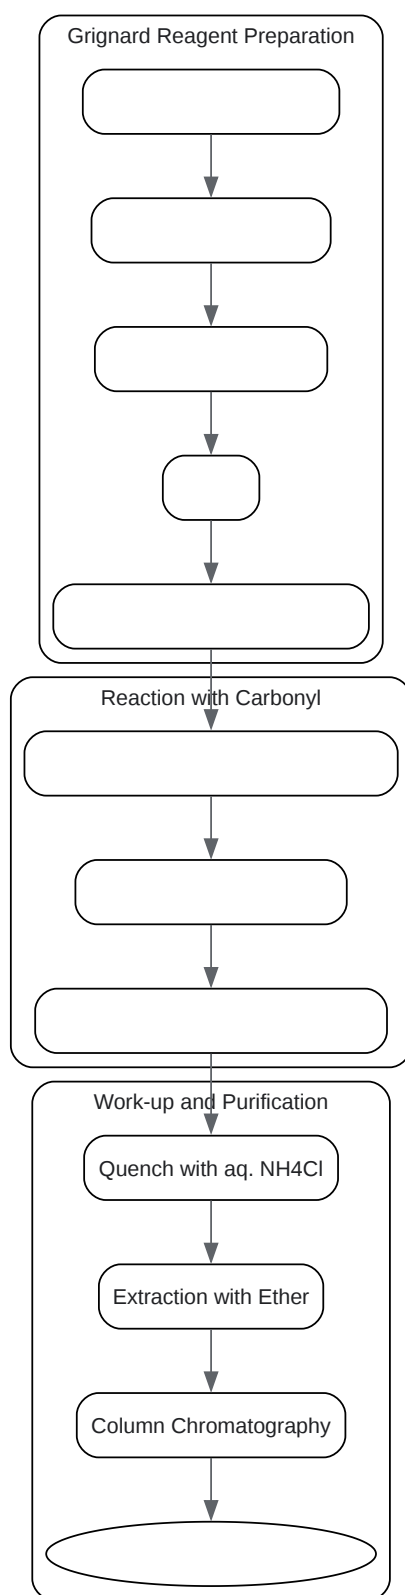 Grignard Reagent Preparation
Reaction with Carbonyl
Work-up and Purification
Quench with aq. NH4Cl
Extraction with Ether
Column Chromatography